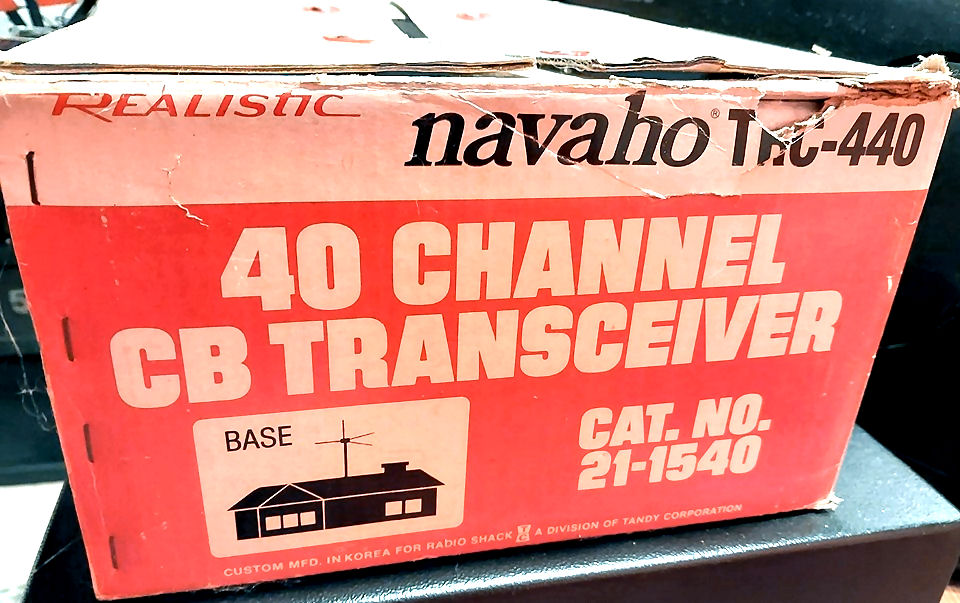 REALISTIC
navaho® TRC-440
40 CHANNEL
CB TRANSCEIVER
BASE
CAT. NO.
21-1540
CUSTOM MFD. IN KOREA FOR RADIO SHACK TC A DIVISION OF TANDY CORPORATION